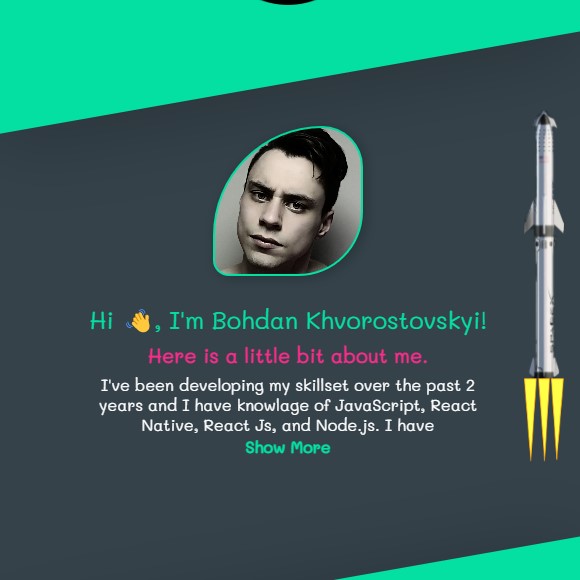 Hi 👋, I'm Bohdan Khvorostovskyi!
Here is a little bit about me.
I've been developing my skillset over the past 2
years and I have knowlage of JavaScript, React
Native, React Js, and Node.js. I have
Show More